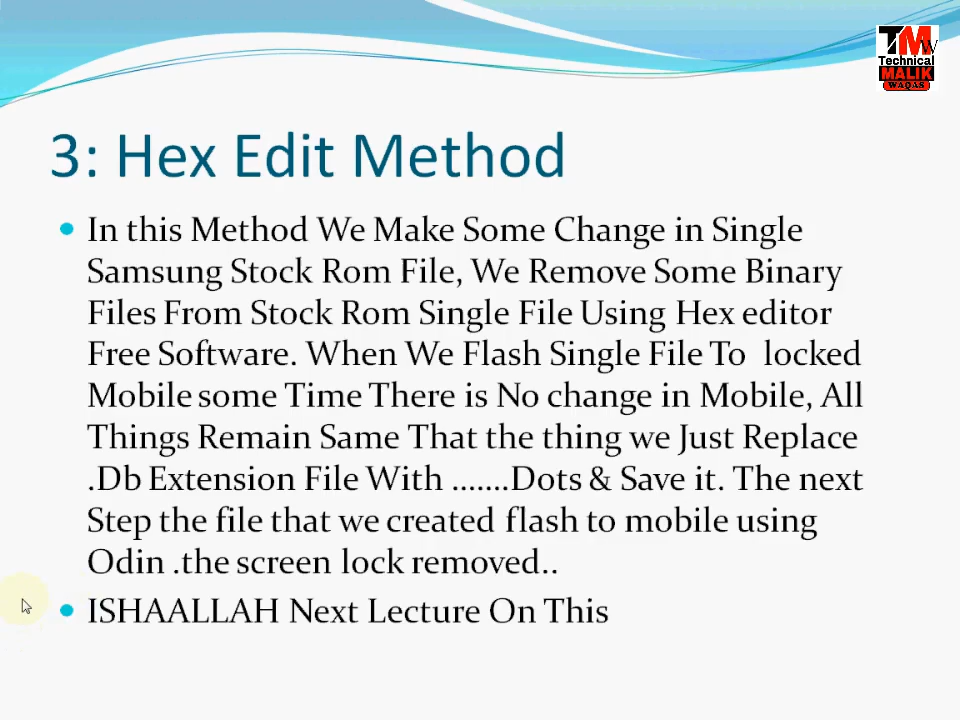 TMW
Technical
MALIK
WAQAS
3: Hex Edit Method
In this Method We Make Some Change in Single
Samsung Stock Rom File, We Remove Some Binary
Files From Stock Rom Single File Using Hex editor
Free Software. When We Flash Single File To locked
Mobile some Time There is No change in Mobile, All
Things Remain Same That the thing we Just Replace
.Db Extension File With .......Dots & Save it. The next
Step the file that we created flash to mobile using
Odin .the screen lock removed..
ISHAALLAH Next Lecture On This